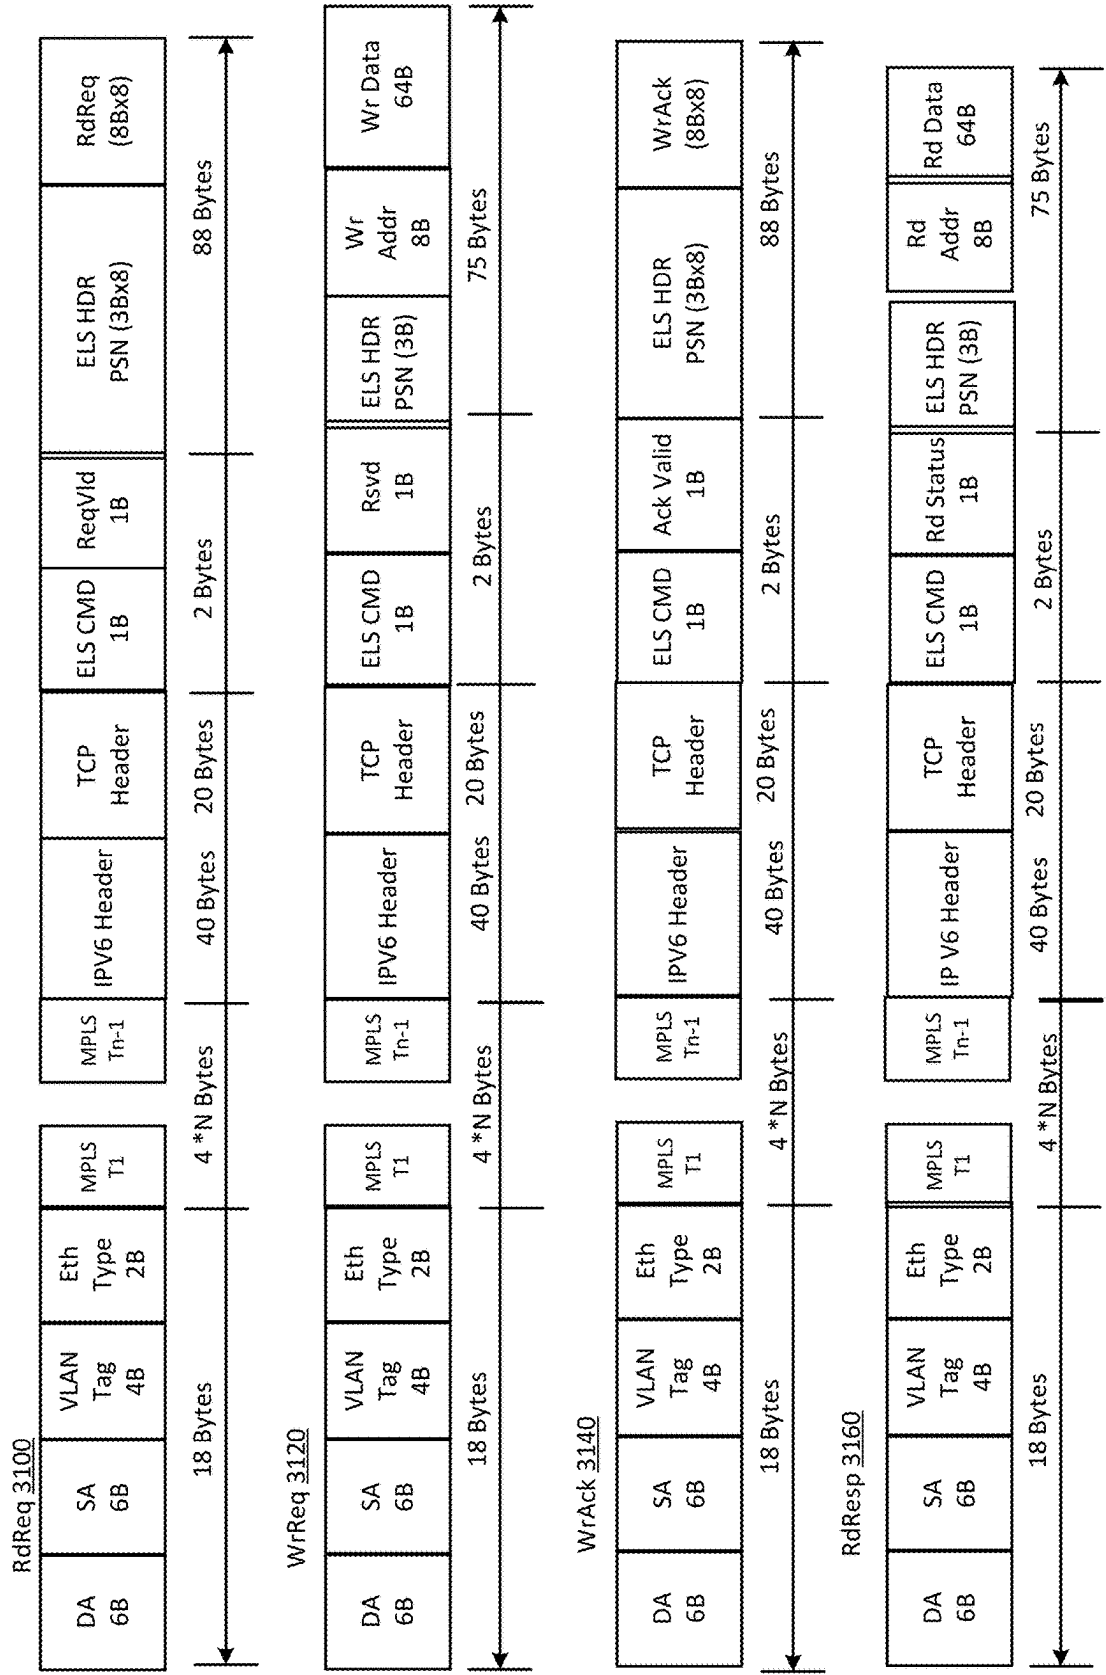 RdReq 3100
DA
6B
SA
6B
VLAN
Tag
4B
Eth
Type
2B
MPLS
T1
MPLS
Tn-1
IPV6 Header
TCP
Header
ELS CMD
1B
ReqVld
1B
ELS HDR
PSN (3Bx8)
RdReq
(8Bx8)
18 Bytes
4 *N Bytes
40 Bytes
20 Bytes
2 Bytes
88 Bytes
WrReq 3120
DA
6B
SA
6B
VLAN
Tag
4B
Eth
Type
2B
MPLS
T1
MPLS
Tn-1
IPV6 Header
TCP
Header
ELS CMD
1B
Rsvd
1B
ELS HDR
PSN (3B)
Wr
Addr
8B
Wr Data
64B
18 Bytes
4 *N Bytes
40 Bytes
20 Bytes
2 Bytes
75 Bytes
WrAck 3140
DA
6B
SA
6B
VLAN
Tag
4B
Eth
Type
2B
MPLS
T1
MPLS
Tn-1
IPV6 Header
TCP
Header
ELS CMD
1B
Ack Valid
1B
ELS HDR
PSN (3Bx8)
WrAck
(8Bx8)
18 Bytes
4 *N Bytes
40 Bytes
20 Bytes
2 Bytes
88 Bytes
RdResp 3160
DA
6B
SA
6B
VLAN
Tag
4B
Eth
Type
2B
MPLS
T1
MPLS
Tn-1
IP V6 Header
TCP
Header
ELS CMD
1B
Rd Status
1B
ELS HDR
PSN (3B)
Rd
Addr
8B
Rd Data
64B
18 Bytes
4 *N Bytes
40 Bytes
20 Bytes
2 Bytes
75 Bytes